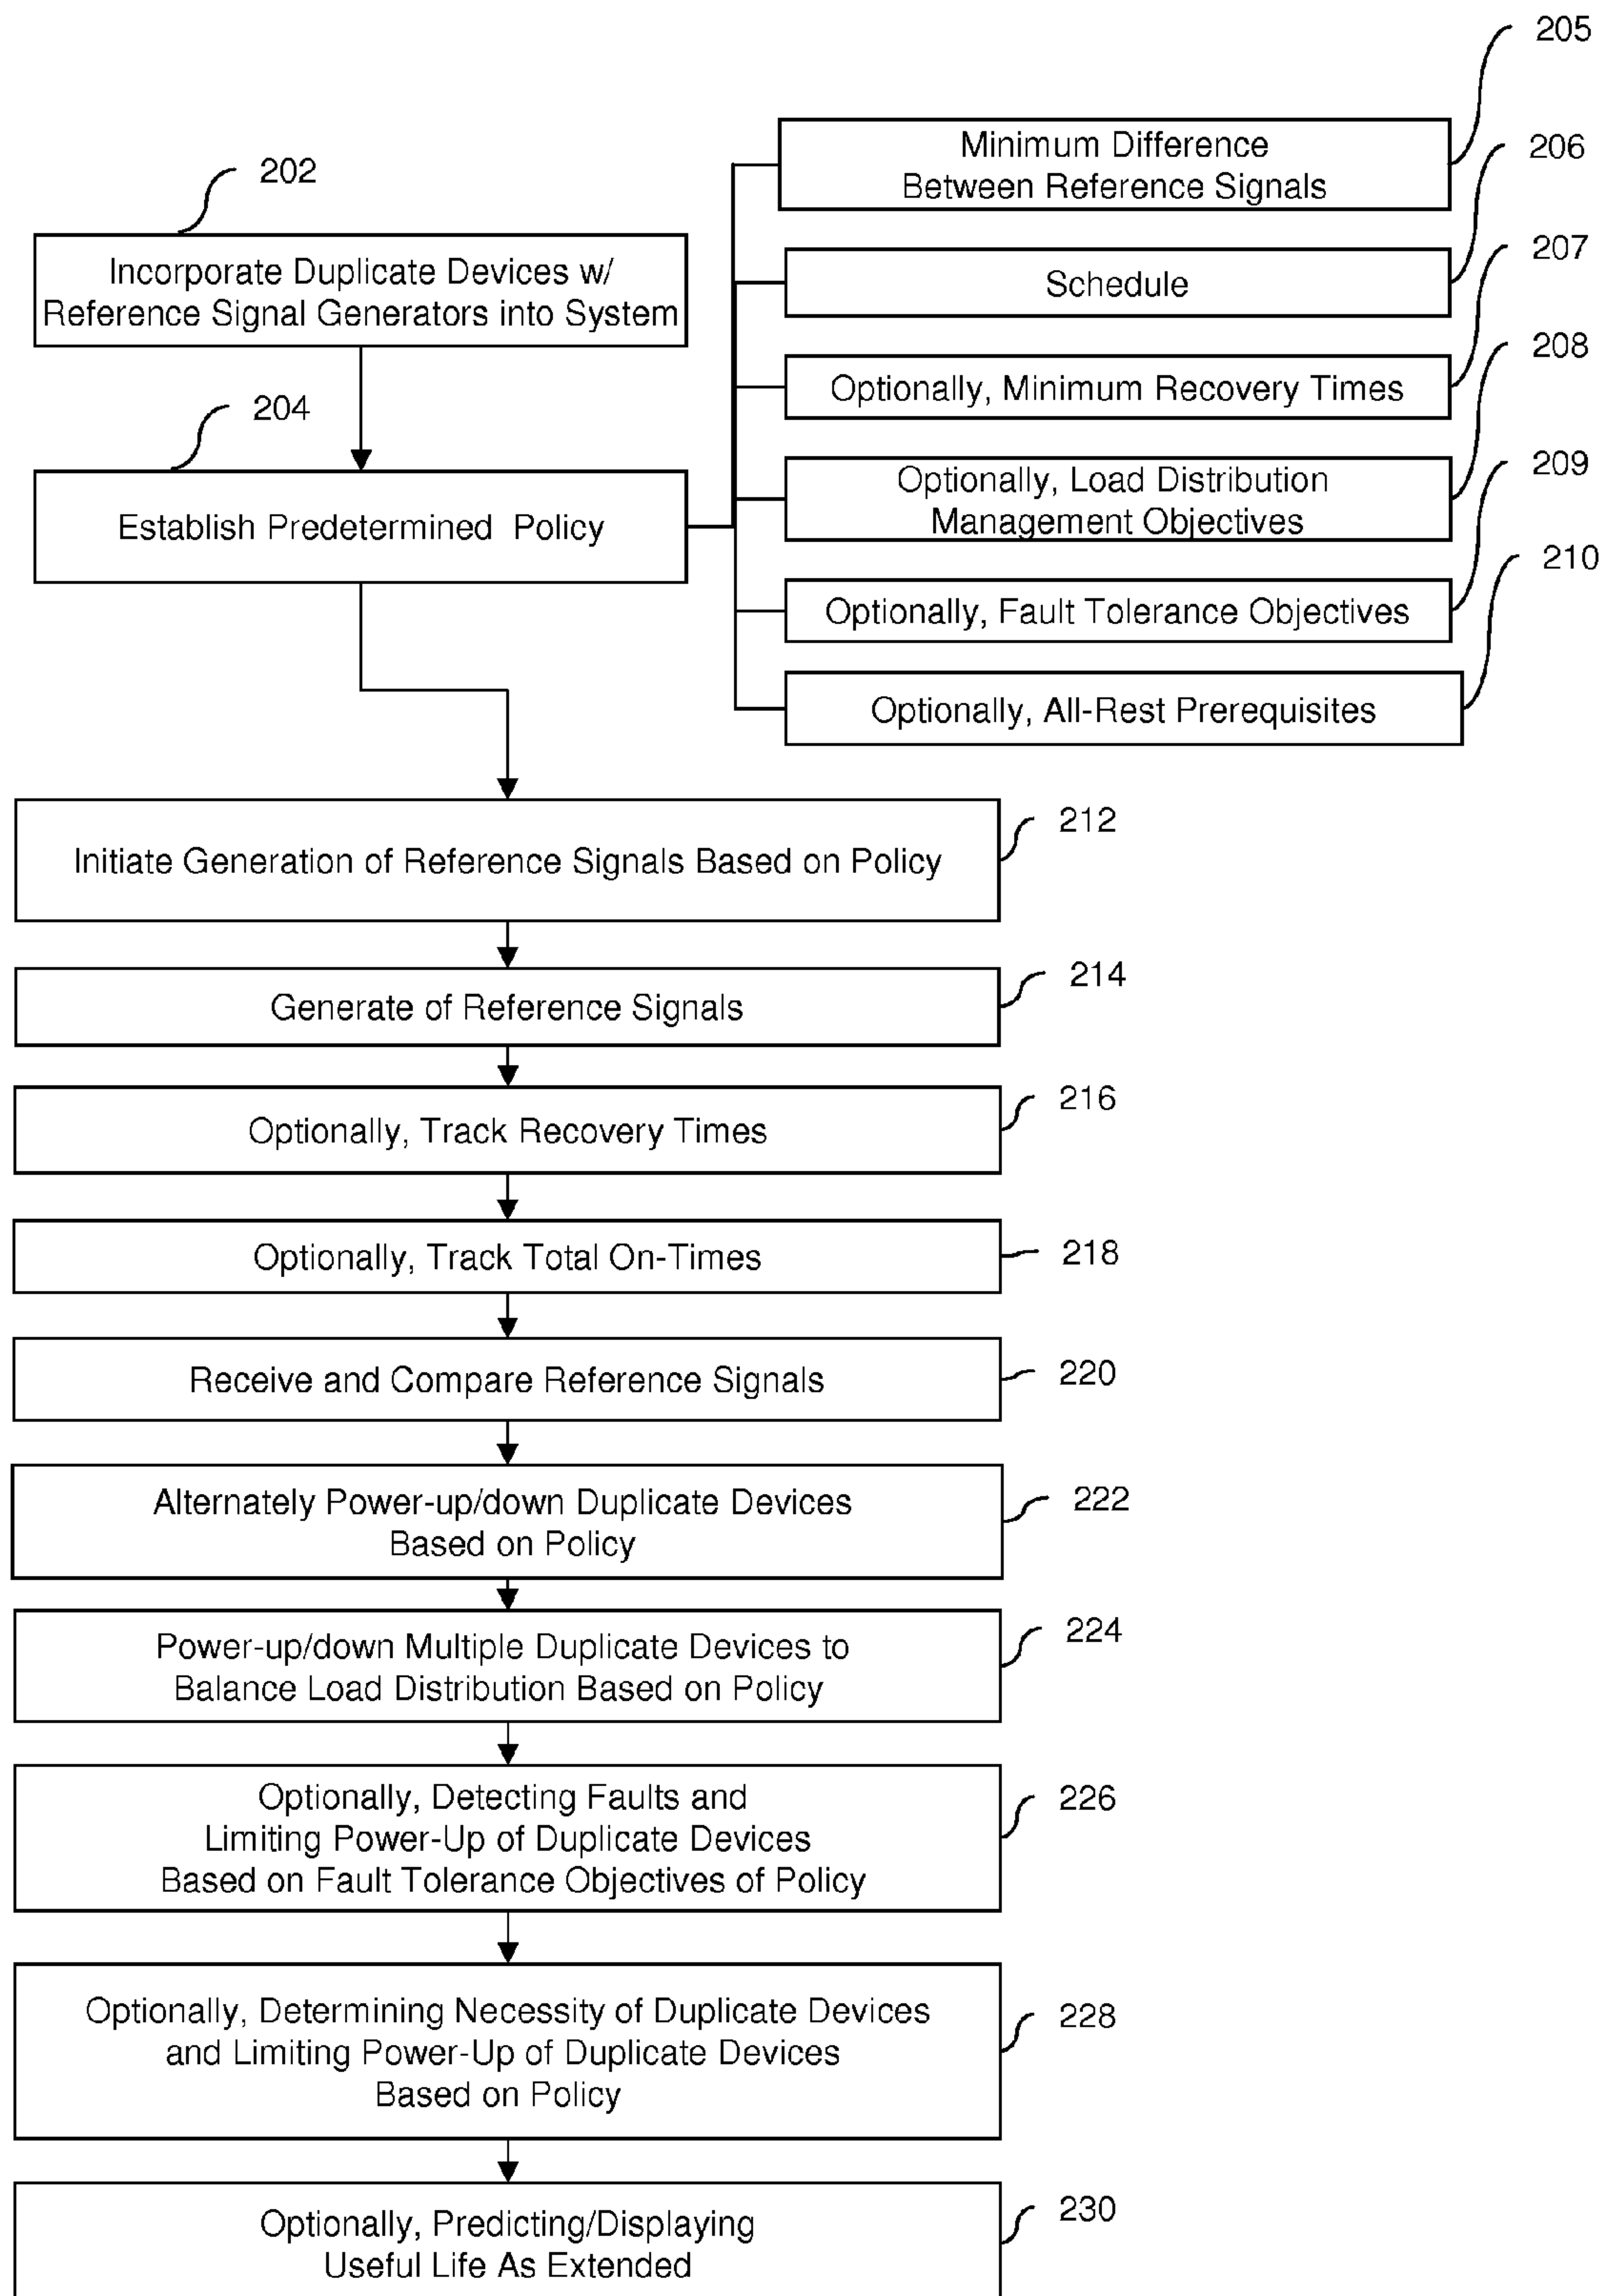 205
Minimum Difference
Between Reference Signals
206
202
Incorporate Duplicate Devices w/
Reference Signal Generators into System
Schedule
207
Optionally, Minimum Recovery Times
208
204
Establish Predetermined Policy
Optionally, Load Distribution
Management Objectives
209
Optionally, Fault Tolerance Objectives
210
Optionally, All-Rest Prerequisites
Initiate Generation of Reference Signals Based on Policy
212
Generate of Reference Signals
214
Optionally, Track Recovery Times
216
Optionally, Track Total On-Times
218
Receive and Compare Reference Signals
220
Alternately Power-up/down Duplicate Devices
Based on Policy
222
Power-up/down Multiple Duplicate Devices to
Balance Load Distribution Based on Policy
224
Optionally, Detecting Faults and
Limiting Power-Up of Duplicate Devices
Based on Fault Tolerance Objectives of Policy
226
Optionally, Determining Necessity of Duplicate Devices
and Limiting Power-Up of Duplicate Devices
Based on Policy
228
Optionally, Predicting/Displaying
Useful Life As Extended
230